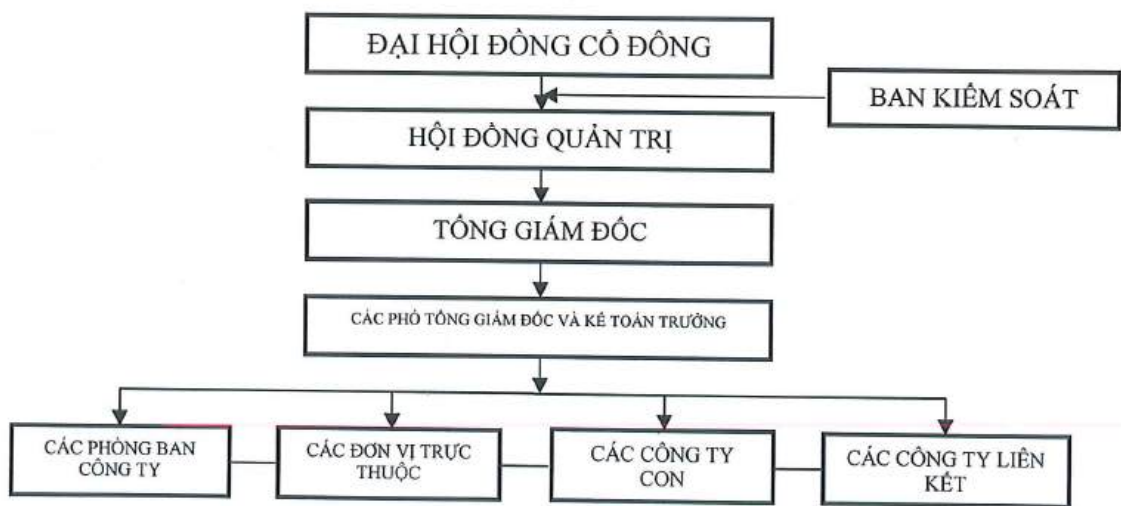 ĐẠI HỘI ĐỒNG CỔ ĐÔNG
BAN KIỂM SOÁT
HỘI ĐỒNG QUẢN TRỊ
TỔNG GIÁM ĐỐC
CÁC PHÓ TỔNG GIÁM ĐỐC VÀ KẾ TOÁN TRƯỞNG
CÁC PHÒNG BAN
CÔNG TY
CÁC ĐƠN VỊ TRỰC
THUỘC
CÁC CÔNG TY
CON
CÁC CÔNG TY LIÊN
KẾT